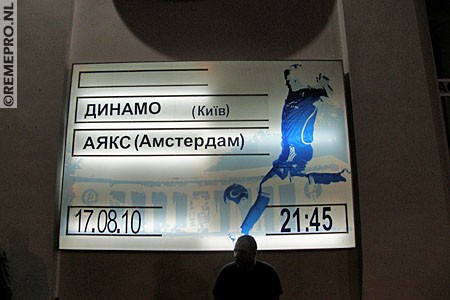 ©REMEPRO.NL
ДИНАМО (Київ)
АЯКС (Амстердам)
17.08.10 21:45